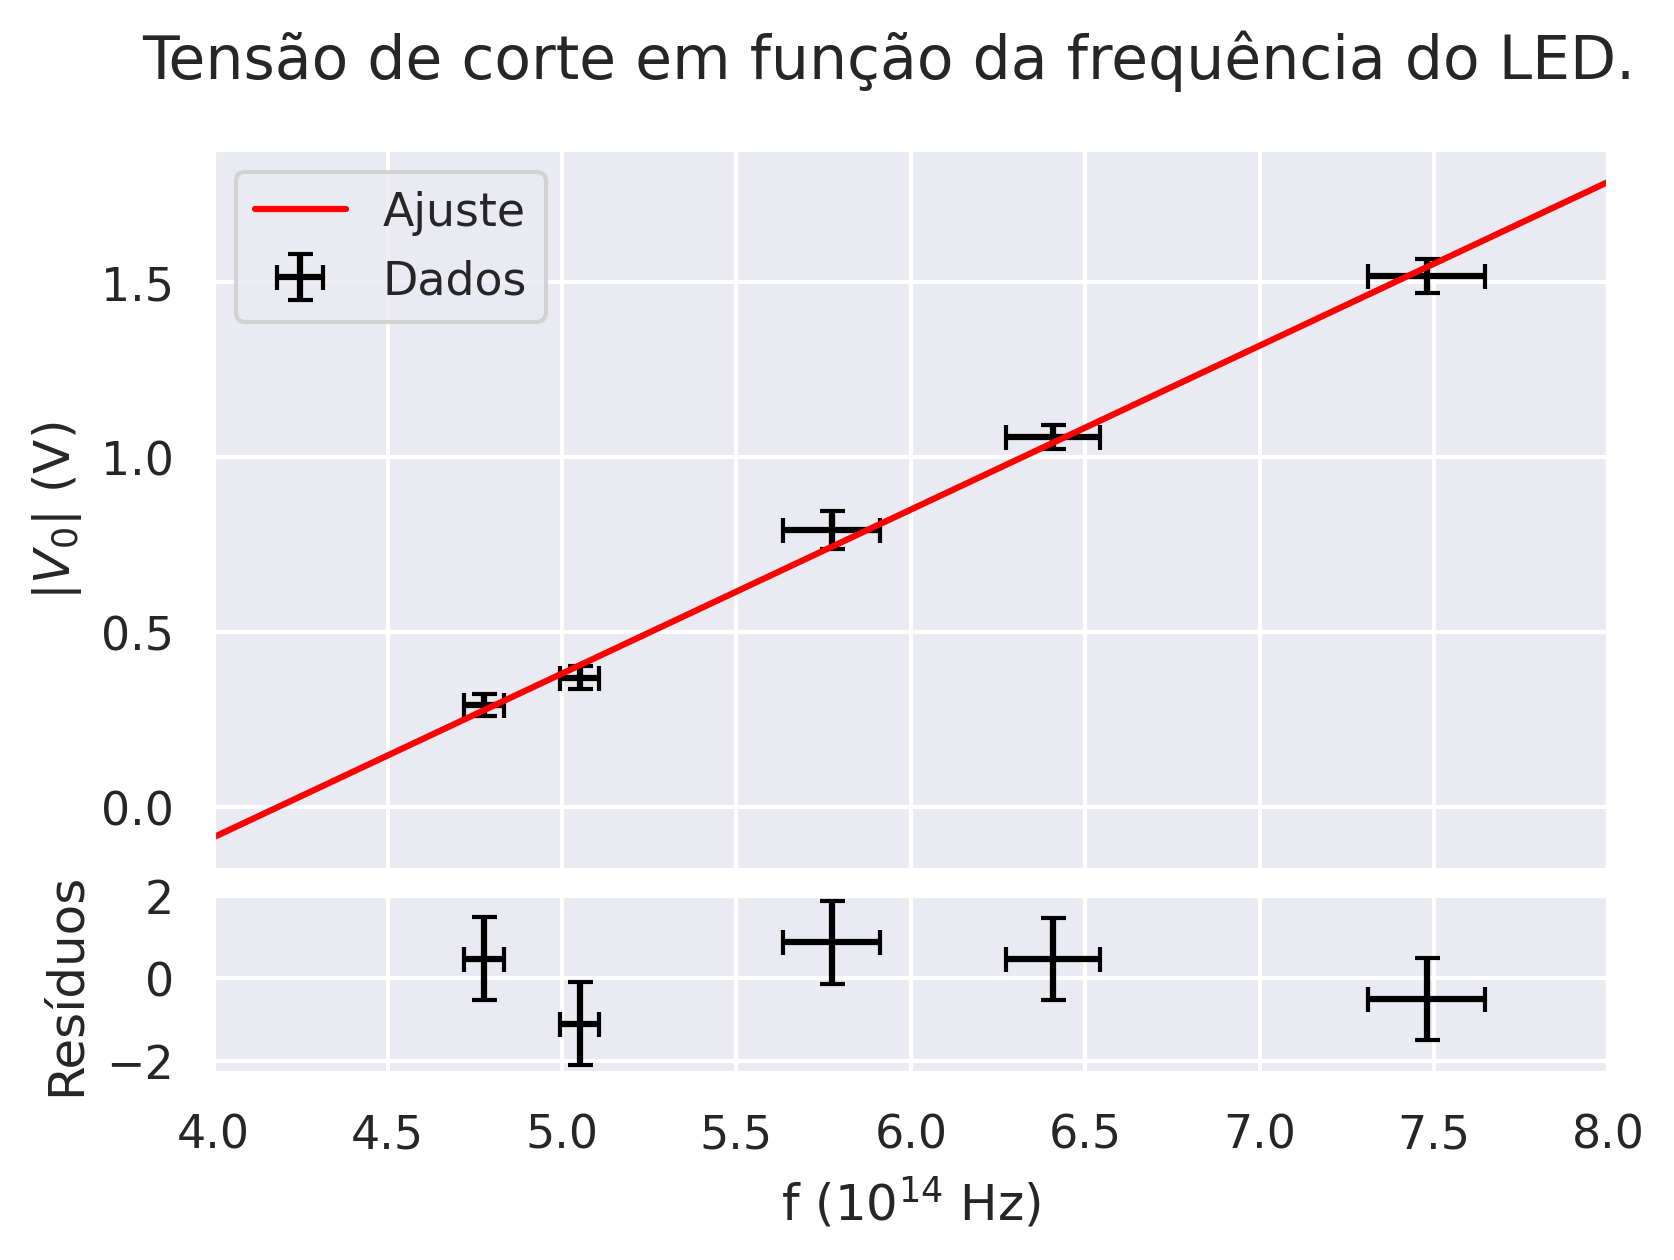 Tensão de corte em função da frequência do LED.
Ajuste
Dados
|V₀| (V)
1.5
1.0
0.5
0.0
Resíduos
2
0
−2
4.0 4.5 5.0 5.5 6.0 6.5 7.0 7.5 8.0
f (10¹⁴ Hz)